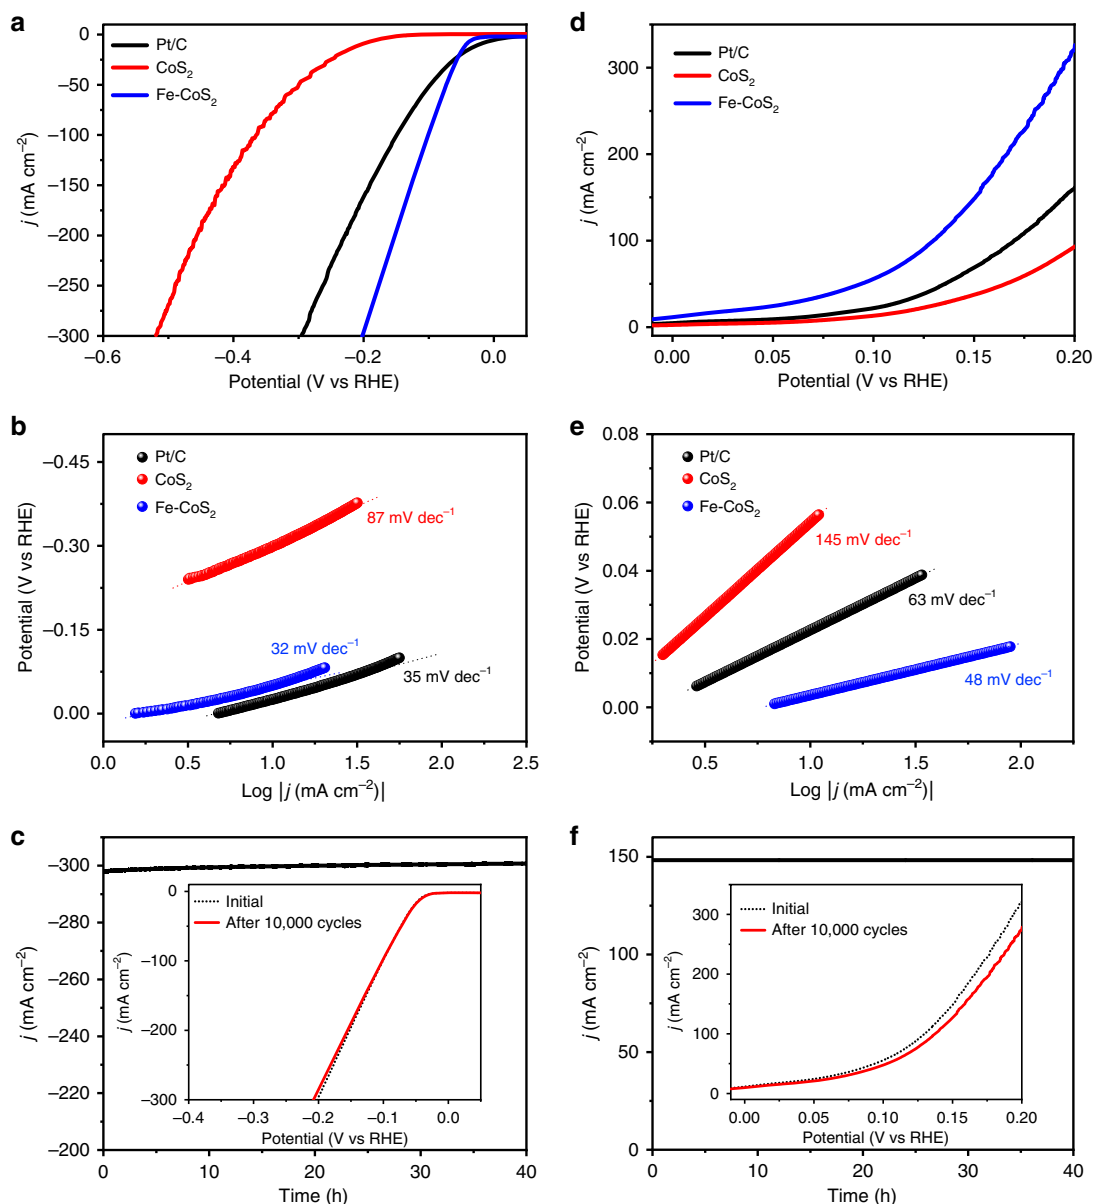 a
0
−50
−100
−150
−200
−250
−300
j (mA cm−2)
Pt/C
CoS2
Fe-CoS2
−0.6
−0.4
−0.2
0.0
Potential (V vs RHE)
d
300
200
100
0
j (mA cm−2)
Pt/C
CoS2
Fe-CoS2
0.00
0.05
0.10
0.15
0.20
Potential (V vs RHE)
b
−0.45
−0.30
−0.15
0.00
Potential (V vs RHE)
Pt/C
CoS2
Fe-CoS2
87 mV dec−1
32 mV dec−1
35 mV dec−1
0.0
0.5
1.0
1.5
2.0
2.5
Log |j (mA cm−2)|
e
0.08
0.06
0.04
0.02
0.00
Potential (V vs RHE)
Pt/C
CoS2
Fe-CoS2
145 mV dec−1
63 mV dec−1
48 mV dec−1
0.5
1.0
1.5
2.0
Log |j (mA cm−2)|
c
−300
−280
−260
−240
−220
−200
j (mA cm−2)
0
−100
−200
−300
j (mA cm−2)
Initial
After 10,000 cycles
−0.4
−0.3
−0.2
−0.1
0.0
Potential (V vs RHE)
0
10
20
30
40
Time (h)
f
150
100
50
0
j (mA cm−2)
300
200
100
0
j (mA cm−2)
Initial
After 10,000 cycles
0.00
0.05
0.10
0.15
0.20
Potential (V vs RHE)
0
10
20
30
40
Time (h)